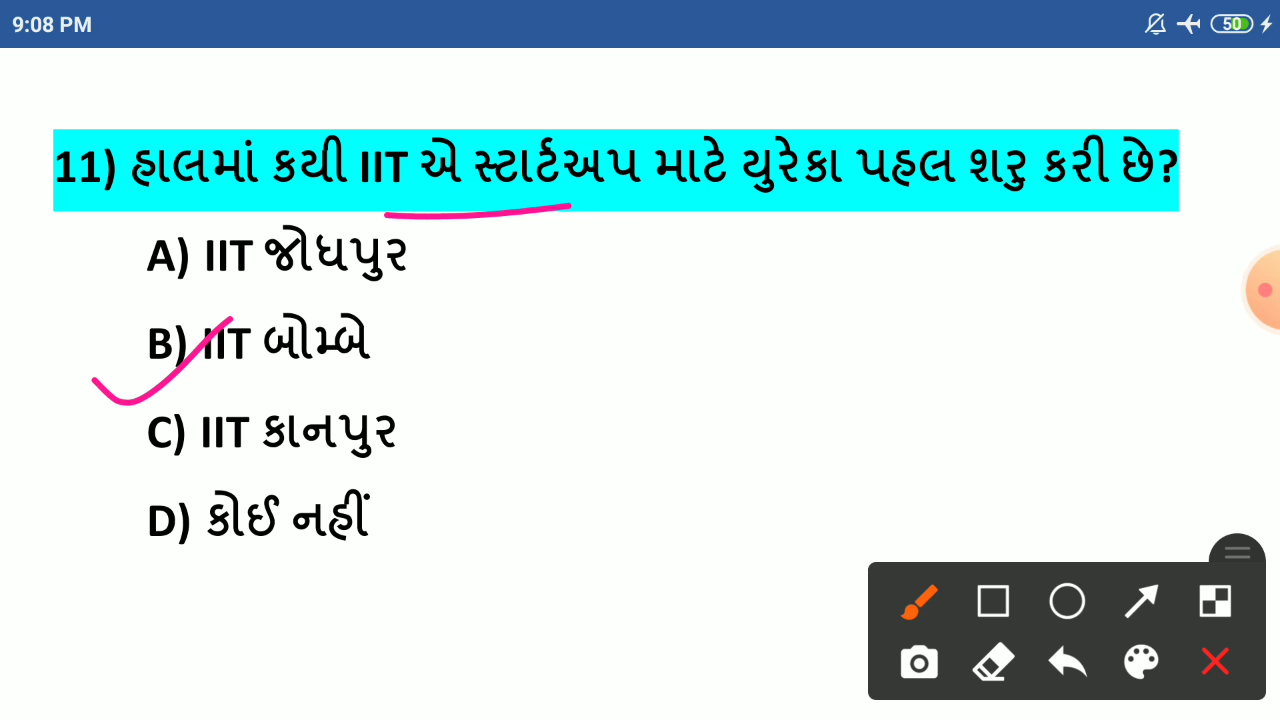 9:08 PM
50
11) હાલમાં કયી IIT એ સ્ટાર્ટઅપ માટે યુરેકા પહલ શરુ કરી છે?
A) IIT જોધપુર
B) IIT બોમ્બે
C) IIT કાનપુર
D) કોઈ નહીં